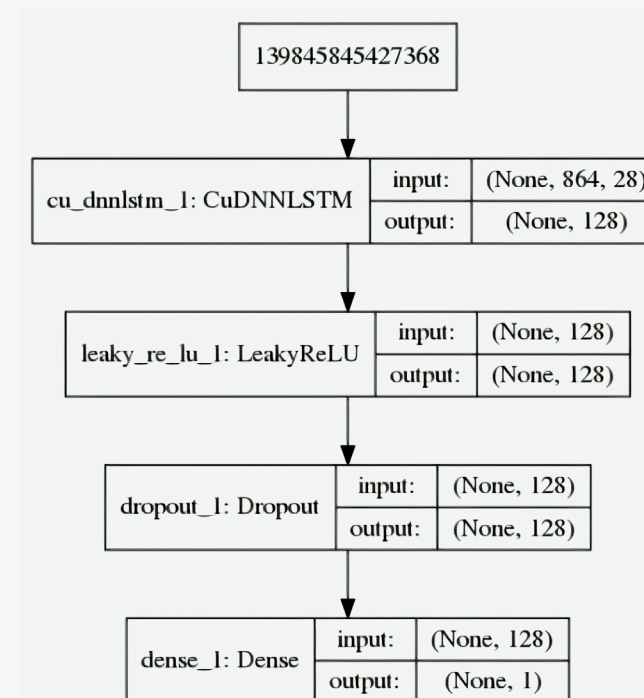 139845845427368
cu_dnnlstm_1: CuDNNLSTM
input: (None, 864, 28)
output: (None, 128)
leaky_re_lu_1: LeakyReLU
input: (None, 128)
output: (None, 128)
dropout_1: Dropout
input: (None, 128)
output: (None, 128)
dense_1: Dense
input: (None, 128)
output: (None, 1)